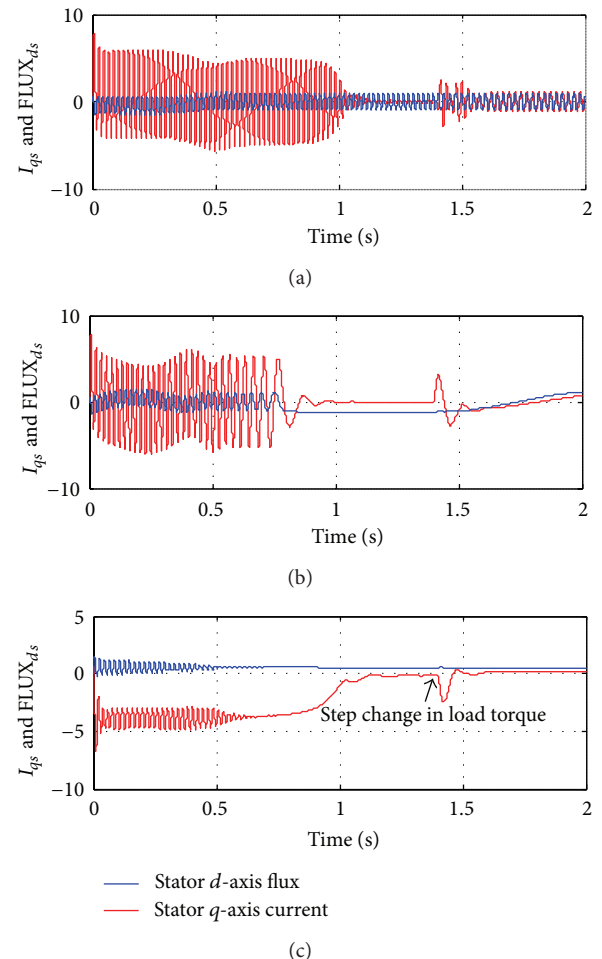 10
0
−10
I_qs and FLUX_ds
0 0.5 1 1.5 2
Time (s)
(a)
10
0
−10
I_qs and FLUX_ds
0 0.5 1 1.5 2
Time (s)
(b)
5
0
−5
−10
I_qs and FLUX_ds
Step change in load torque
0 0.5 1 1.5 2
Time (s)
Stator d-axis flux
Stator q-axis current
(c)